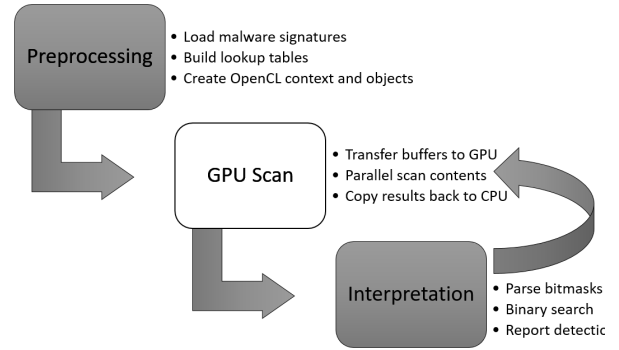 Preprocessing
• Load malware signatures
• Build lookup tables
• Create OpenCL context and objects
GPU Scan
• Transfer buffers to GPU
• Parallel scan contents
• Copy results back to CPU
Interpretation
• Parse bitmasks
• Binary search
• Report